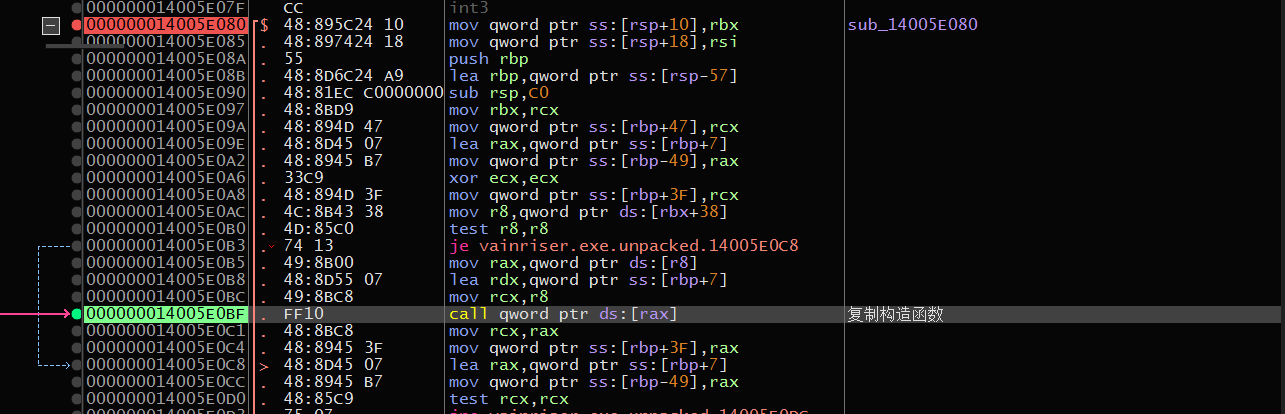 000000014005E07F CC int3
000000014005E080 $ 48:895C24 10 mov qword ptr ss:[rsp+10],rbx sub_14005E080
000000014005E085 . 48:897424 18 mov qword ptr ss:[rsp+18],rsi
000000014005E08A . 55 push rbp
000000014005E08B . 48:8D6C24 A9 lea rbp,qword ptr ss:[rsp-57]
000000014005E090 . 48:81EC C0000000 sub rsp,C0
000000014005E097 . 48:8BD9 mov rbx,rcx
000000014005E09A . 48:894D 47 mov qword ptr ss:[rbp+47],rcx
000000014005E09E . 48:8D45 07 lea rax,qword ptr ss:[rbp+7]
000000014005E0A2 . 48:8945 B7 mov qword ptr ss:[rbp-49],rax
000000014005E0A6 . 33C9 xor ecx,ecx
000000014005E0A8 . 48:894D 3F mov qword ptr ss:[rbp+3F],rcx
000000014005E0AC . 4C:8B43 38 mov r8,qword ptr ds:[rbx+38]
000000014005E0B0 . 4D:85C0 test r8,r8
000000014005E0B3 . 74 13 je vainriser.exe.unpacked.14005E0C8
000000014005E0B5 . 49:8B00 mov rax,qword ptr ds:[r8]
000000014005E0B8 . 48:8D55 07 lea rdx,qword ptr ss:[rbp+7]
000000014005E0BC . 49:8BC8 mov rcx,r8
000000014005E0BF . FF10 call qword ptr ds:[rax] 复制构造函数
000000014005E0C1 . 48:8BC8 mov rcx,rax
000000014005E0C4 . 48:8945 3F mov qword ptr ss:[rbp+3F],rax
000000014005E0C8 > 48:8D45 07 lea rax,qword ptr ss:[rbp+7]
000000014005E0CC . 48:8945 B7 mov qword ptr ss:[rbp-49],rax
000000014005E0D0 . 48:85C9 test rcx,rcx
000000014005E0D3 . 75 07 jne vainriser.exe.unpacked.14005E0DC